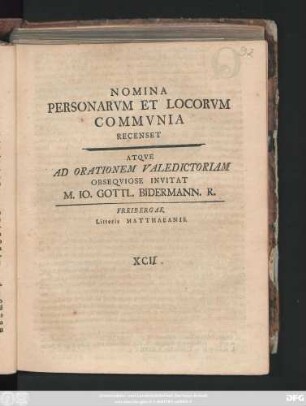 92
NOMINA
PERSONARVM ET LOCORVM
COMMVNIA
RECENSET
ATQVE
AD ORATIONEM VALEDICTORIAM
OBSEQVIOSE INVITAT
M. IO. GOTTL. BIDERMANN. R.
FREIBERGAE,
Litteris MATTHAEANIS.
XCII.